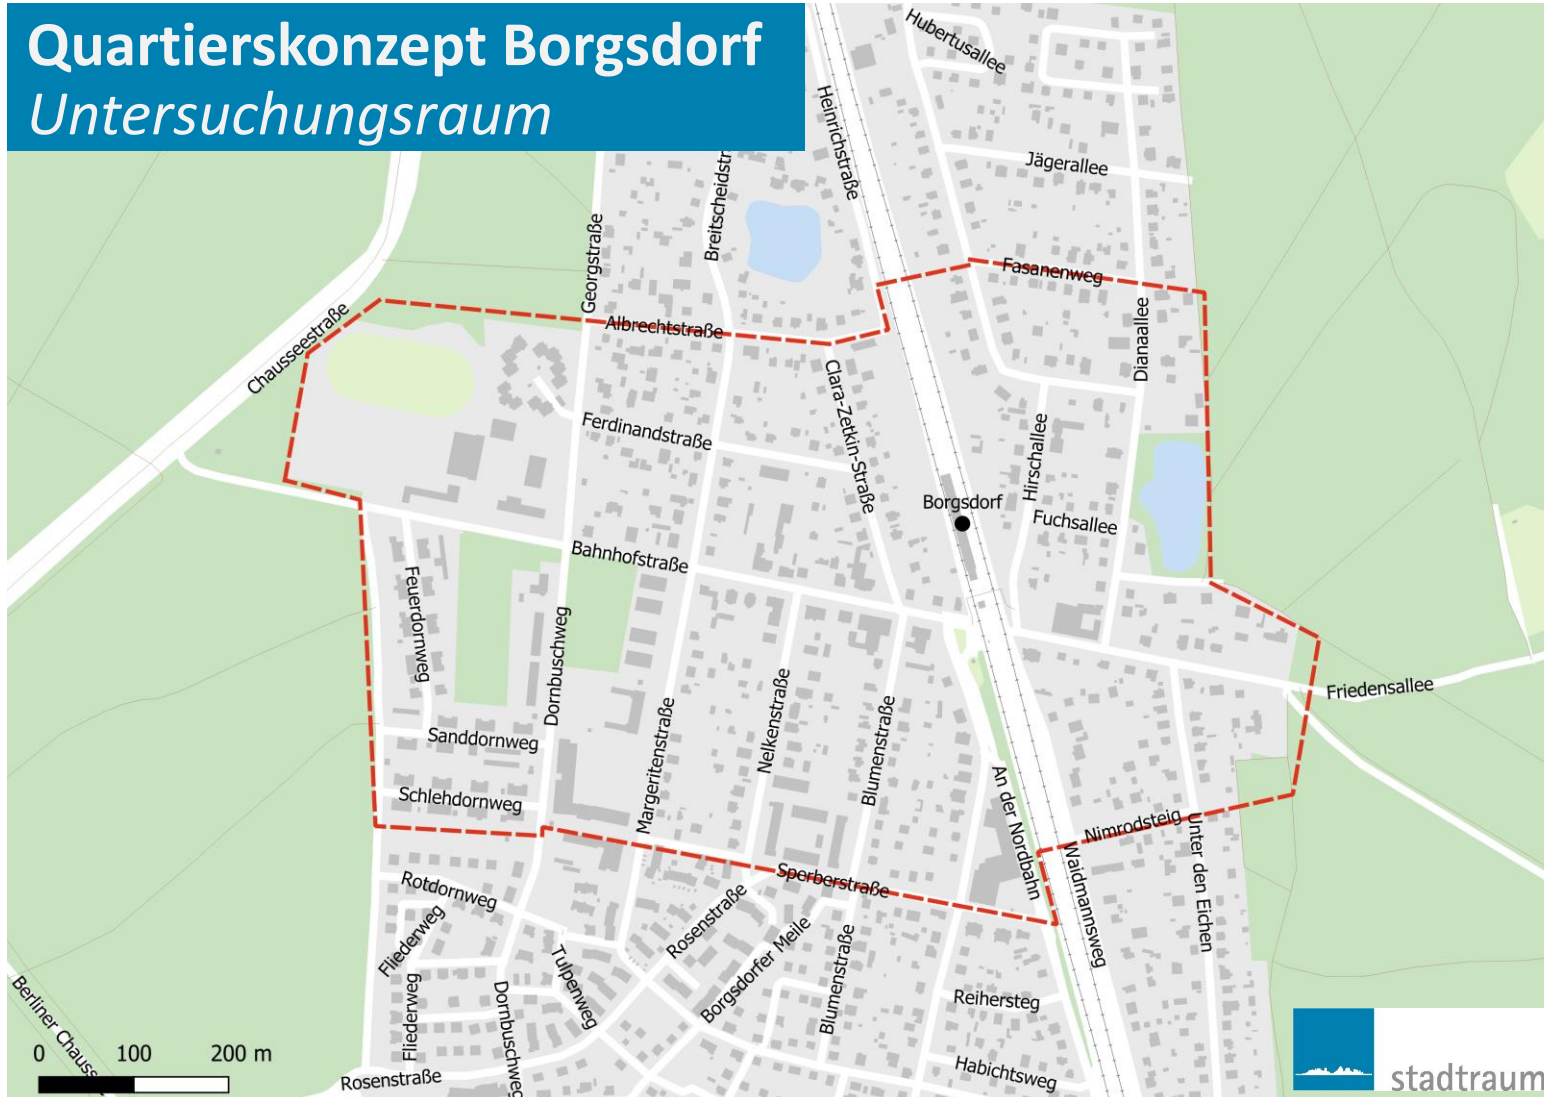 Quartierskonzept Borgsdorf
Untersuchungsraum
Hubertusallee
Heinrichstraße
Jägerallee
Breitscheidstr
Georgstraße
Fasanenweg
Chausseestraße
Albrechtstraße
Dianaallee
Clara-Zetkin-Straße
Ferdinandstraße
Hirschallee
Borgsdorf
Fuchsallee
Bahnhofstraße
Feuerdornweg
Dornbuschweg
Friedensallee
Margeritenstraße
Nelkenstraße
Blumenstraße
Sanddornweg
Schlehdornweg
An der Nordbahn
Nimrodsteig
Unter den Eichen
Waidmannsweg
Sperberstraße
Rotdornweg
Fliederweg
Rosenstraße
Borgsdorfer Meile
Blumenstraße
Tulpenweg
Fliederweg
Dornbuschweg
Reihersteg
Berliner Chauss
Habichtsweg
Rosenstraße
0 100 200 m
stadtraum